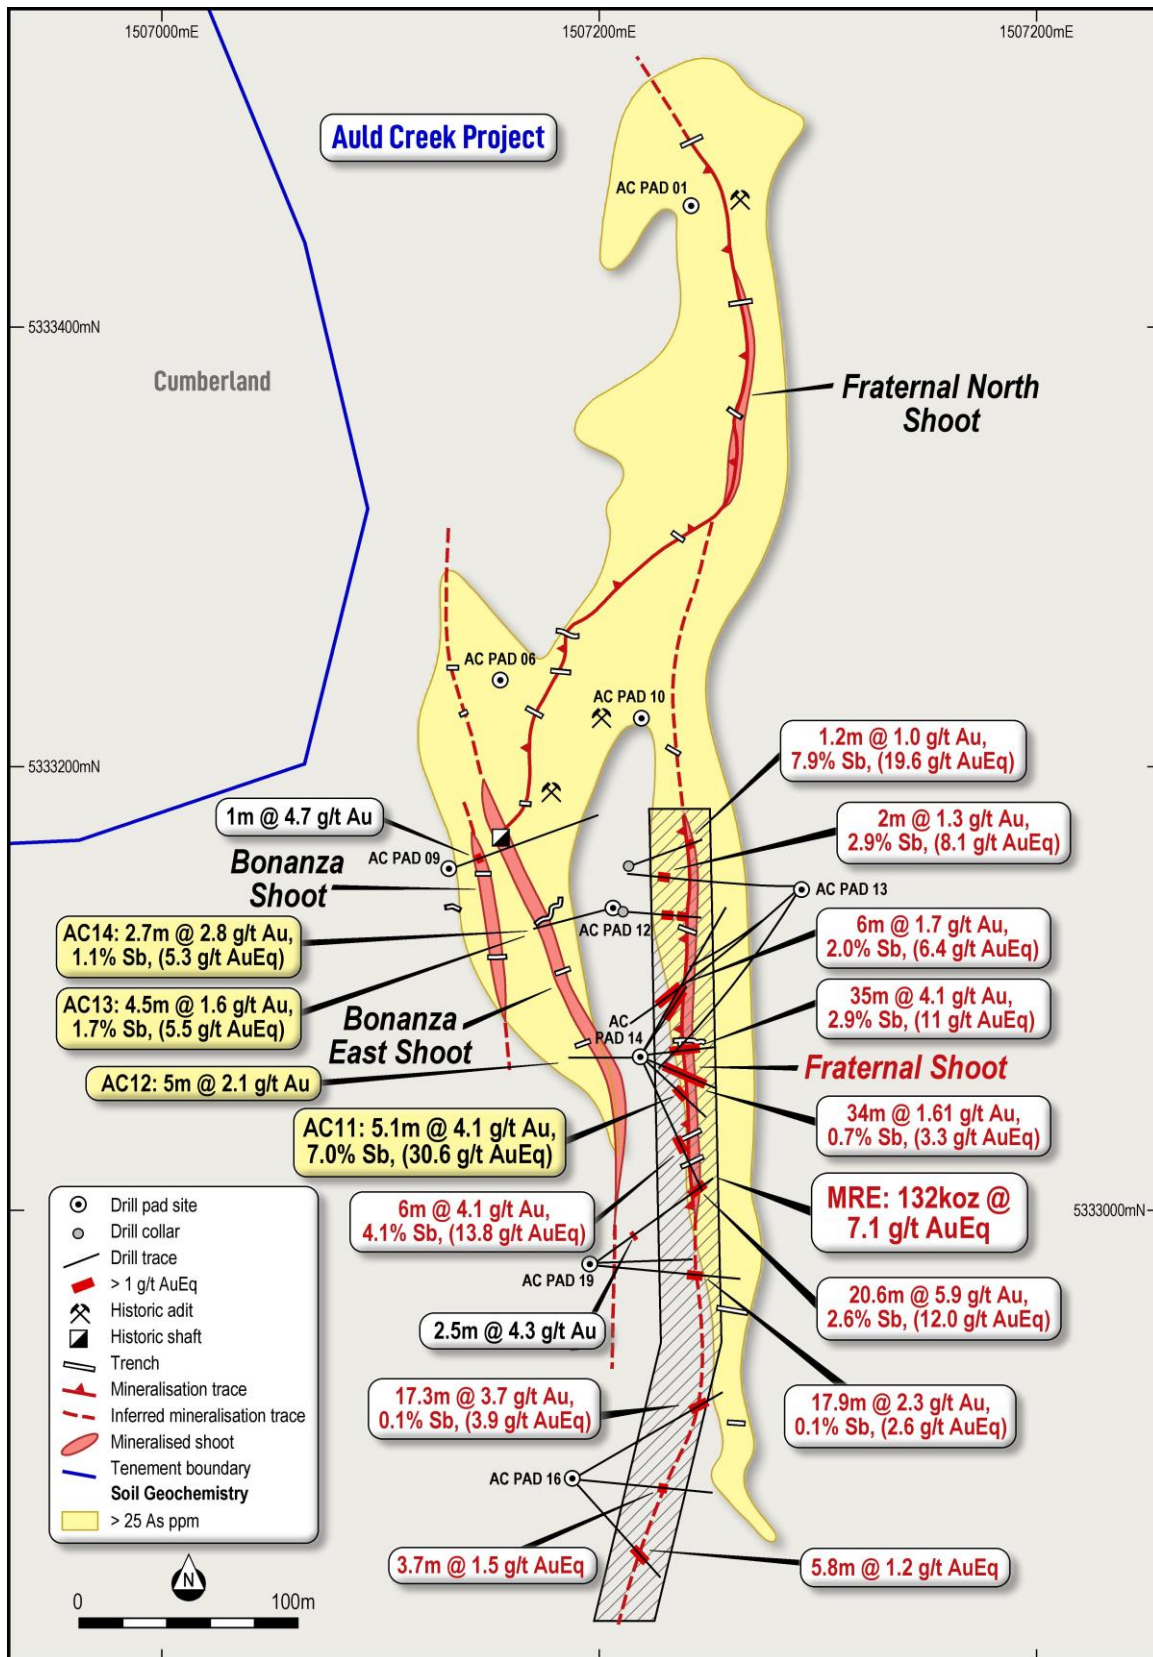 1507000mE
1507200mE
1507200mE
Auld Creek Project
AC PAD 01
5333400mN
Cumberland
Fraternal North
Shoot
AC PAD 06
AC PAD 10
1.2m @ 1.0 g/t Au,
7.9% Sb, (19.6 g/t AuEq)
5333200mN
1m @ 4.7 g/t Au
2m @ 1.3 g/t Au,
2.9% Sb, (8.1 g/t AuEq)
AC PAD 09
Bonanza
Shoot
AC PAD 13
AC PAD 12
AC14: 2.7m @ 2.8 g/t Au,
1.1% Sb, (5.3 g/t AuEq)
6m @ 1.7 g/t Au,
2.0% Sb, (6.4 g/t AuEq)
AC13: 4.5m @ 1.6 g/t Au,
1.7% Sb, (5.5 g/t AuEq)
35m @ 4.1 g/t Au,
2.9% Sb, (11 g/t AuEq)
Bonanza
East Shoot
AC
PAD 14
Fraternal Shoot
AC12: 5m @ 2.1 g/t Au
34m @ 1.61 g/t Au,
0.7% Sb, (3.3 g/t AuEq)
AC11: 5.1m @ 4.1 g/t Au,
7.0% Sb, (30.6 g/t AuEq)
MRE: 132koz @
7.1 g/t AuEq
6m @ 4.1 g/t Au,
4.1% Sb, (13.8 g/t AuEq)
5333000mN
AC PAD 19
20.6m @ 5.9 g/t Au,
2.6% Sb, (12.0 g/t AuEq)
2.5m @ 4.3 g/t Au
17.3m @ 3.7 g/t Au,
0.1% Sb, (3.9 g/t AuEq)
17.9m @ 2.3 g/t Au,
0.1% Sb, (2.6 g/t AuEq)
AC PAD 16
3.7m @ 1.5 g/t AuEq
5.8m @ 1.2 g/t AuEq
Drill pad site
Drill collar
Drill trace
> 1 g/t AuEq
Historic adit
Historic shaft
Trench
Mineralisation trace
Inferred mineralisation trace
Mineralised shoot
Tenement boundary
Soil Geochemistry
> 25 As ppm
N
0
100m